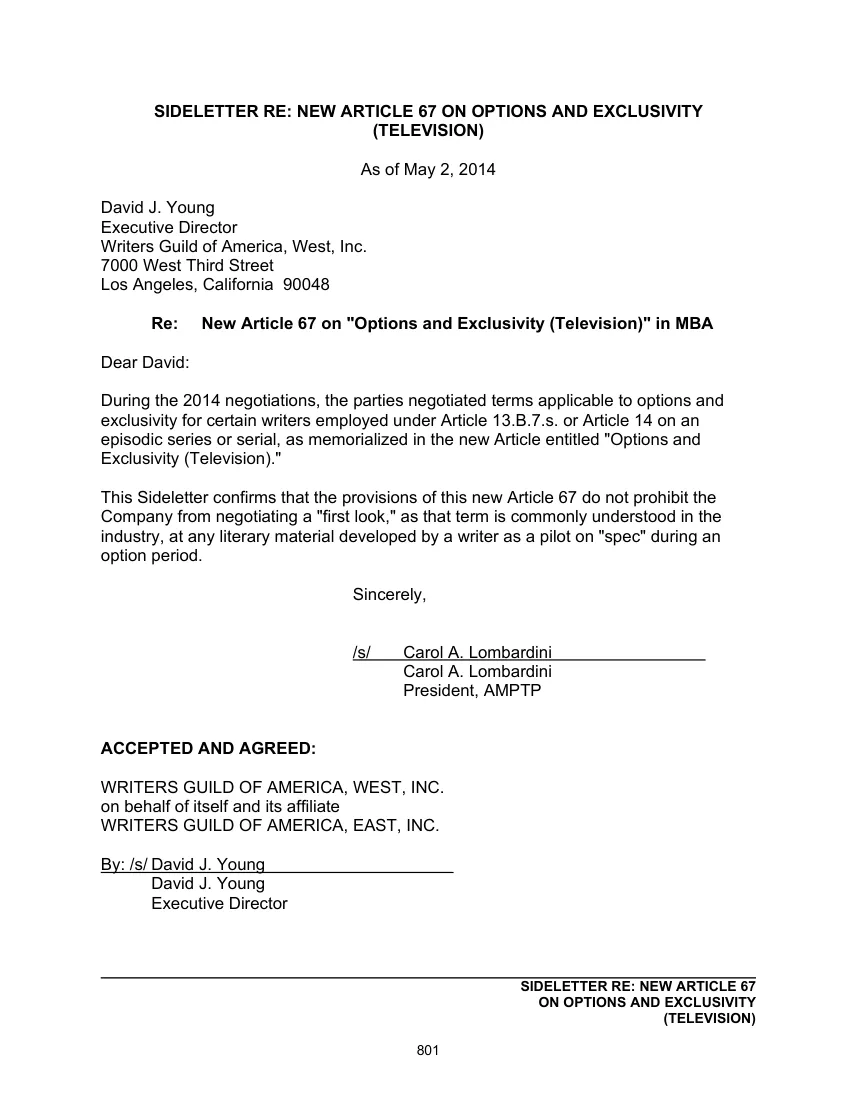 SIDELETTER RE: NEW ARTICLE 67 ON OPTIONS AND EXCLUSIVITY
(TELEVISION)
As of May 2, 2014
David J. Young
Executive Director
Writers Guild of America, West, Inc.
7000 West Third Street
Los Angeles, California  90048
Re: New Article 67 on "Options and Exclusivity (Television)" in MBA
Dear David:
During the 2014 negotiations, the parties negotiated terms applicable to options and
exclusivity for certain writers employed under Article 13.B.7.s. or Article 14 on an
episodic series or serial, as memorialized in the new Article entitled "Options and
Exclusivity (Television)."
This Sideletter confirms that the provisions of this new Article 67 do not prohibit the
Company from negotiating a "first look," as that term is commonly understood in the
industry, at any literary material developed by a writer as a pilot on "spec" during an
option period.
Sincerely,
/s/ Carol A. Lombardini
Carol A. Lombardini
President, AMPTP
ACCEPTED AND AGREED:
WRITERS GUILD OF AMERICA, WEST, INC.
on behalf of itself and its affiliate
WRITERS GUILD OF AMERICA, EAST, INC.
By: /s/ David J. Young
David J. Young
Executive Director
SIDELETTER RE: NEW ARTICLE 67
ON OPTIONS AND EXCLUSIVITY
(TELEVISION)
801